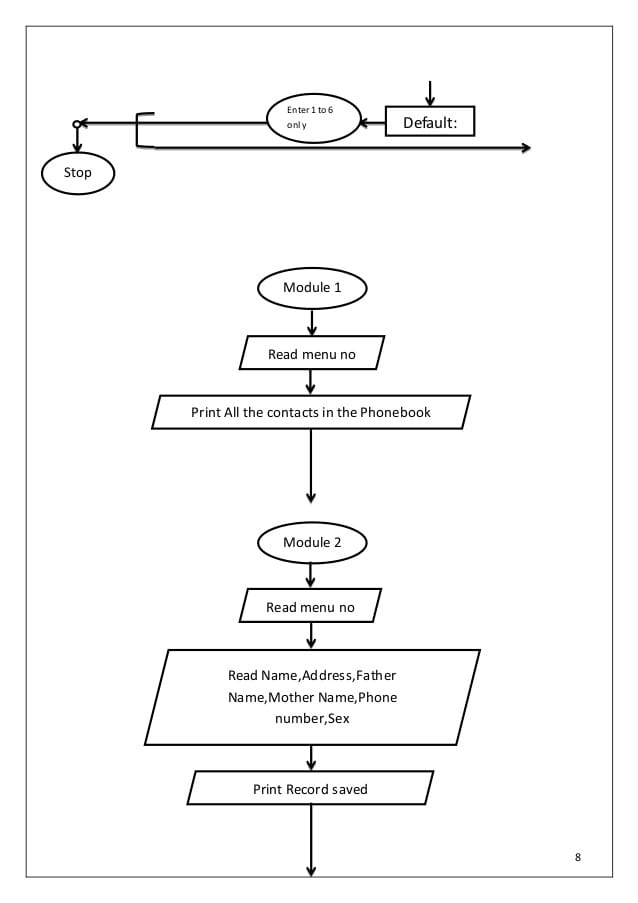 Enter 1 to 6
only
Default:
Stop
Module 1
Read menu no
Print All the contacts in the Phonebook
Module 2
Read menu no
Read Name,Address,Father
Name,Mother Name,Phone
number,Sex
Print Record saved
8